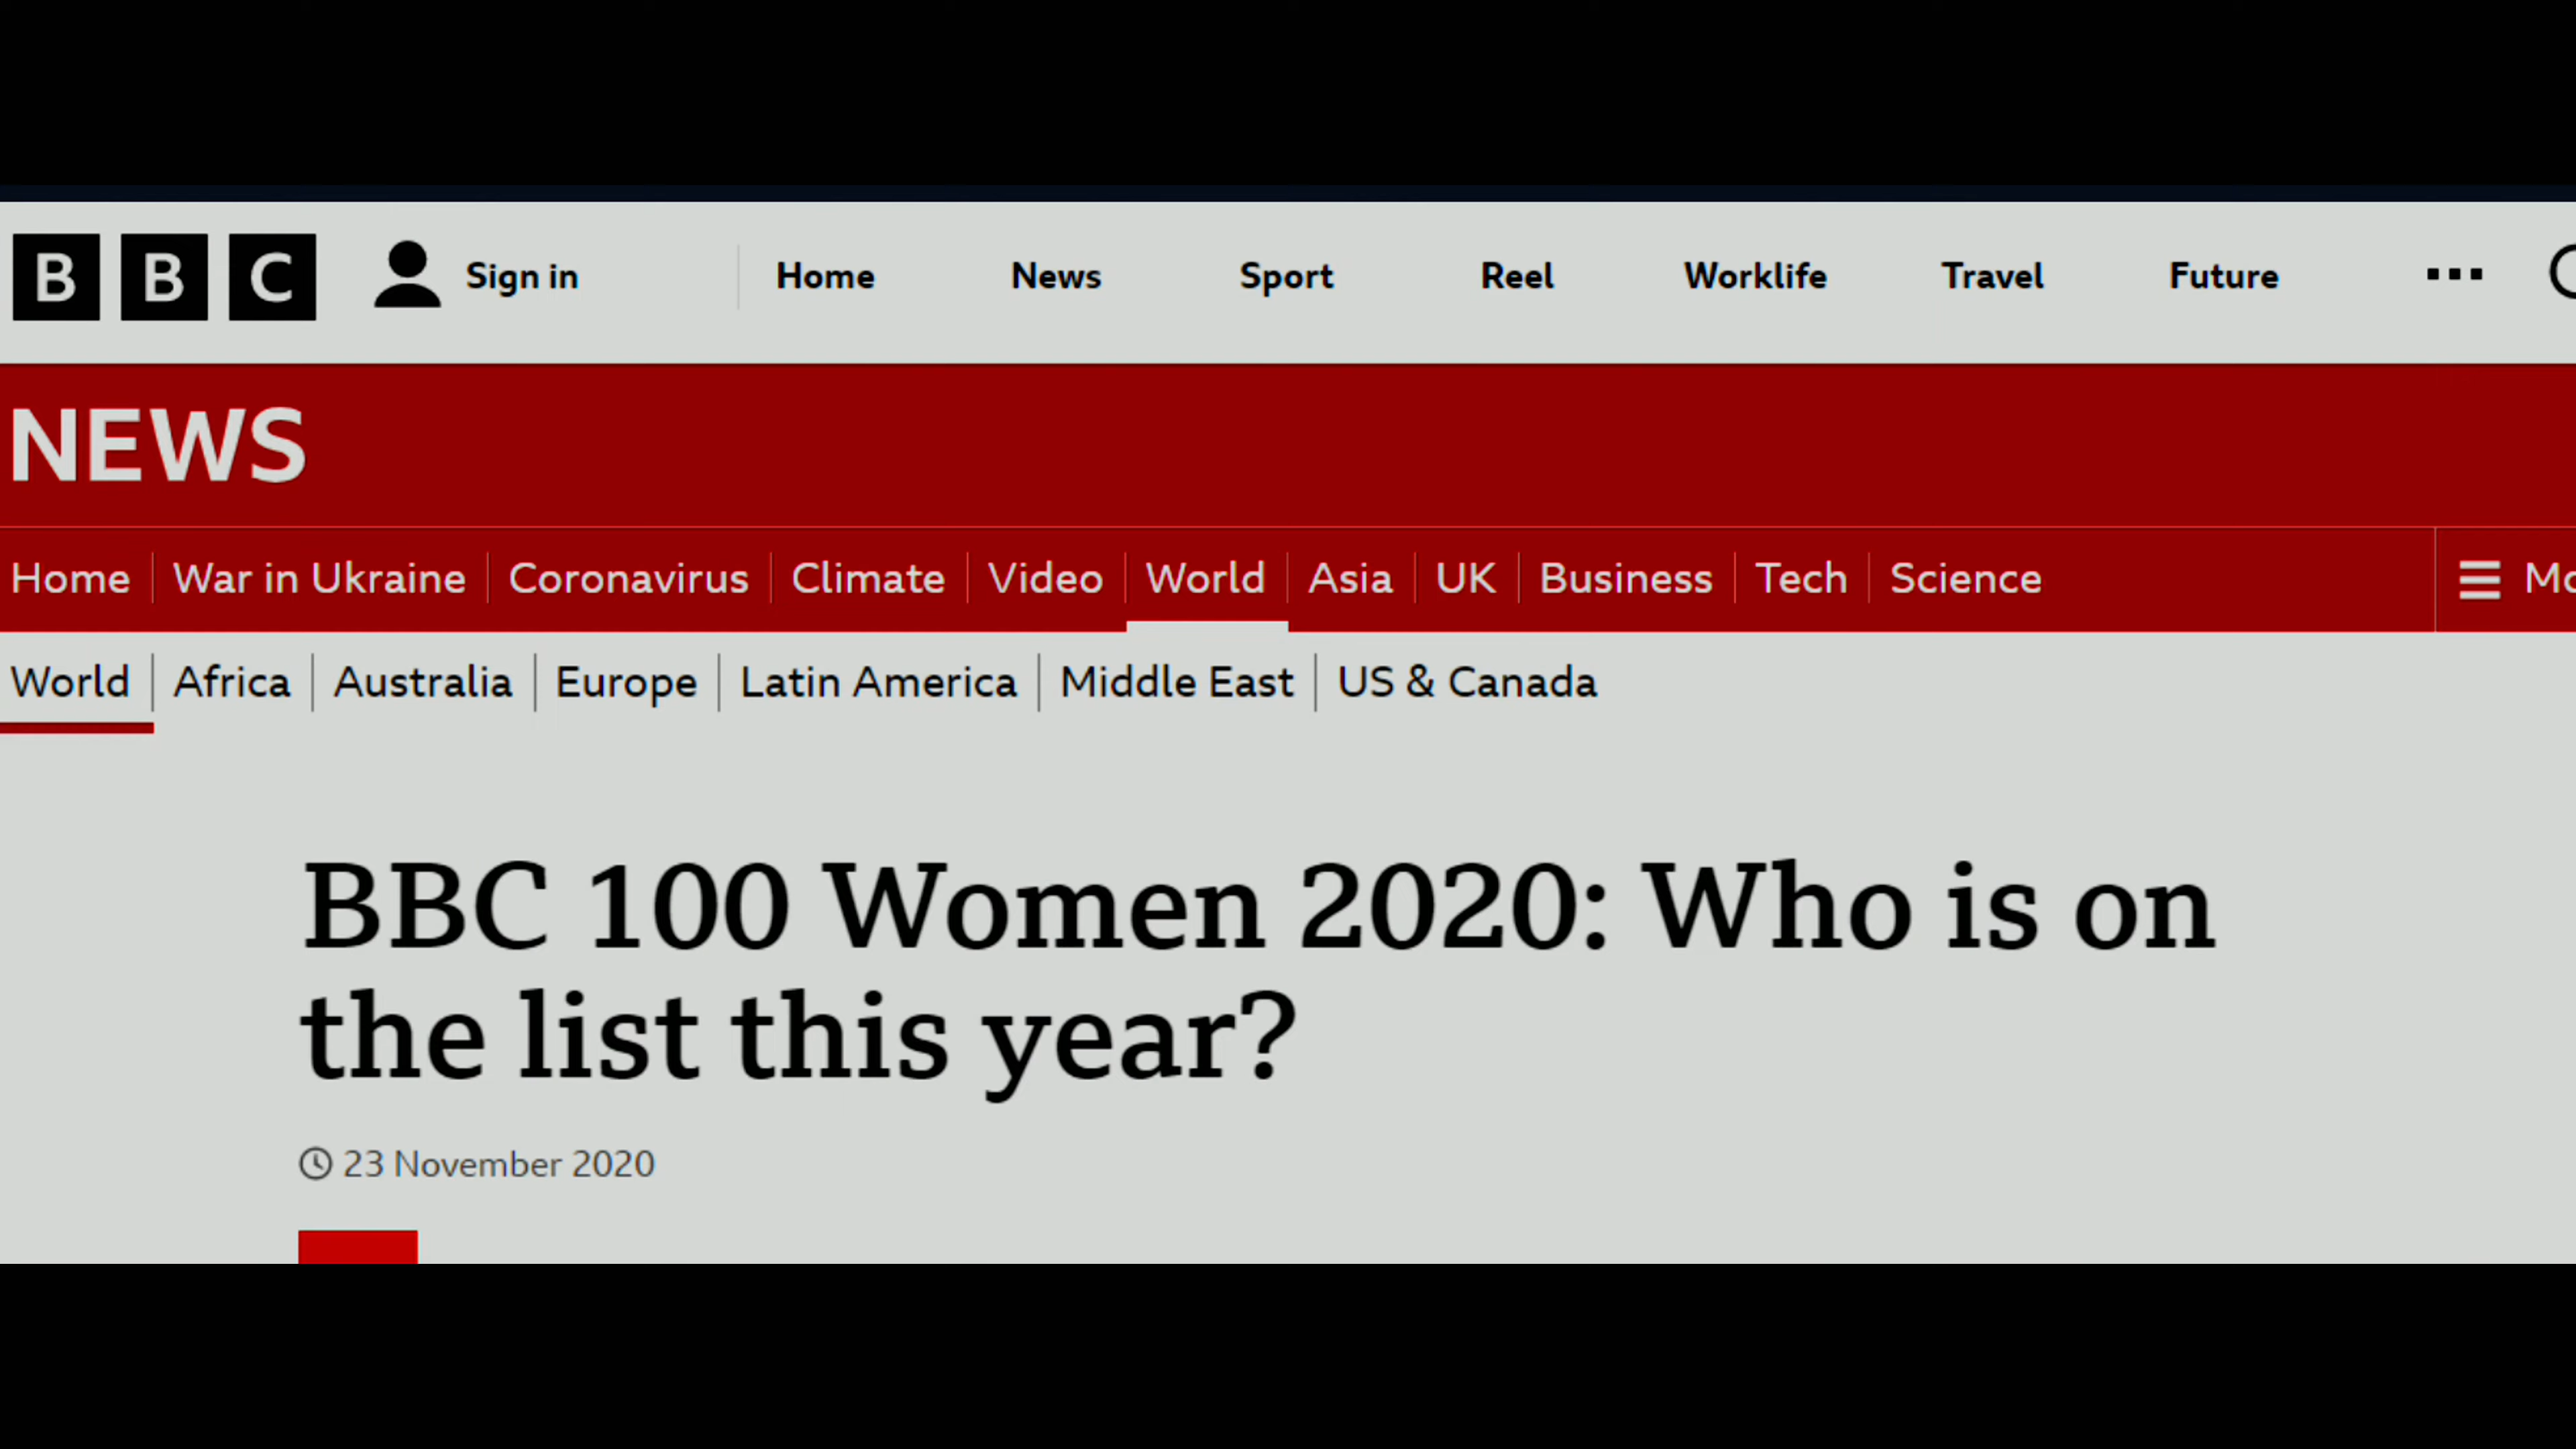 BBC Sign in Home News Sport Reel Worklife Travel Future
NEWS
Home War in Ukraine Coronavirus Climate Video World Asia UK Business Tech Science
World Africa Australia Europe Latin America Middle East US & Canada
BBC 100 Women 2020: Who is on
the list this year?
23 November 2020